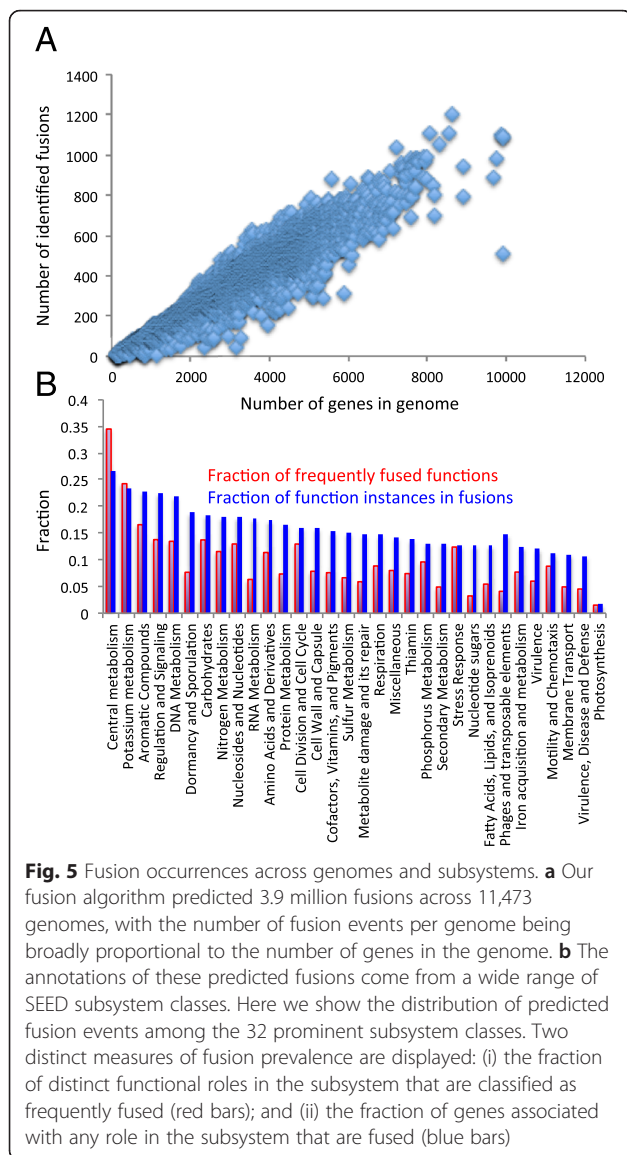 A
1400
1200
1000
800
600
400
200
0
Number of identified fusions
0 2000 4000 6000 8000 10000 12000
Number of genes in genome
B
0.4
0.35
0.3
0.25
0.2
0.15
0.1
0.05
0
Fraction
Fraction of frequently fused functions
Fraction of function instances in fusions
Central metabolism
Potassium metabolism
Aromatic Compounds
Regulation and Signaling
DNA Metabolism
Dormancy and Sporulation
Carbohydrates
Nitrogen Metabolism
Nucleosides and Nucleotides
RNA Metabolism
Amino Acids and Derivatives
Protein Metabolism
Cell Division and Cell Cycle
Cell Wall and Capsule
Cofactors, Vitamins, and Pigments
Sulfur Metabolism
Metabolite damage and its repair
Respiration
Miscellaneous
Thiamin
Phosphorus Metabolism
Secondary Metabolism
Stress Response
Nucleotide sugars
Fatty Acids, Lipids, and Isoprenoids
Phages and transposable elements
Iron acquisition and metabolism
Virulence
Motility and Chemotaxis
Membrane Transport
Virulence, Disease and Defense
Photosynthesis
Fig. 5 Fusion occurrences across genomes and subsystems. a Our
fusion algorithm predicted 3.9 million fusions across 11,473
genomes, with the number of fusion events per genome being
broadly proportional to the number of genes in the genome. b The
annotations of these predicted fusions come from a wide range of
SEED subsystem classes. Here we show the distribution of predicted
fusion events among the 32 prominent subsystem classes. Two
distinct measures of fusion prevalence are displayed: (i) the fraction
of distinct functional roles in the subsystem that are classified as
frequently fused (red bars); and (ii) the fraction of genes associated
with any role in the subsystem that are fused (blue bars)